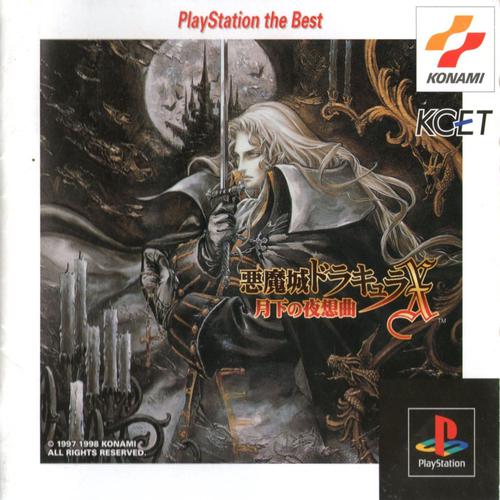 PlayStation the Best
KONAMI
KCET
悪魔城ドラキュラX
TM
月下の夜想曲
© 1997 1998 KONAMI
ALL RIGHTS RESERVED.
PlayStation